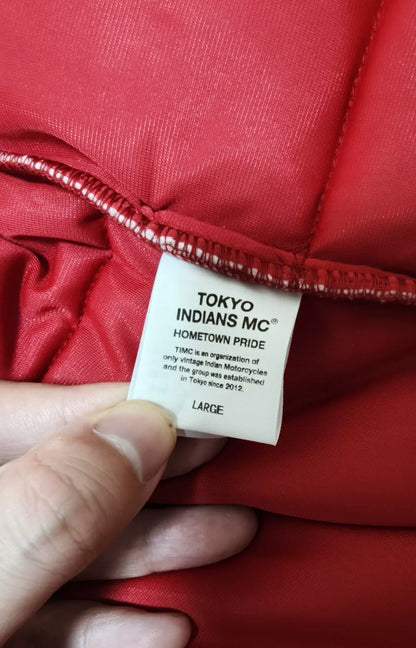 TOKYO
INDIANS MC®
HOMETOWN PRIDE
TIMC is an organization of
only vintage Indian Motorcycles
and the group was established
in Tokyo since 2012.
LARGE